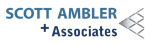 SCOTT AMBLER
+ Associates